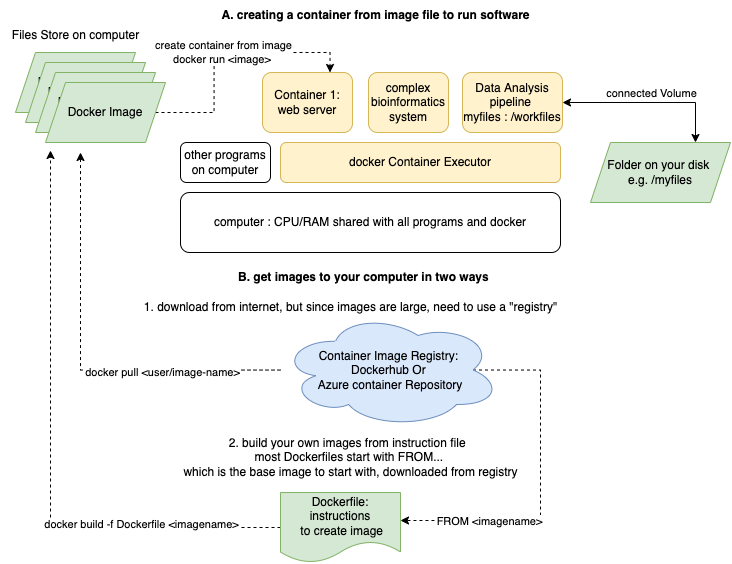 A. creating a container from image file to run software
Files Store on computer
create container from image
docker run <image>
Docker Image
Container 1:
web server
complex
bioinformatics
system
Data Analysis
pipeline
myfiles : /workfiles
connected Volume
other programs
on computer
docker Container Executor
Folder on your disk
e.g. /myfiles
computer : CPU/RAM shared with all programs and docker
B. get images to your computer in two ways
1. download from internet, but since images are large, need to use a "registry"
Container Image Registry:
Dockerhub Or
Azure container Repository
docker pull <user/image-name>
2. build your own images from instruction file
most Dockerfiles start with FROM...
which is the base image to start with, downloaded from registry
Dockerfile:
instructions
to create image
docker build -f Dockerfile <imagename>
FROM <imagename>